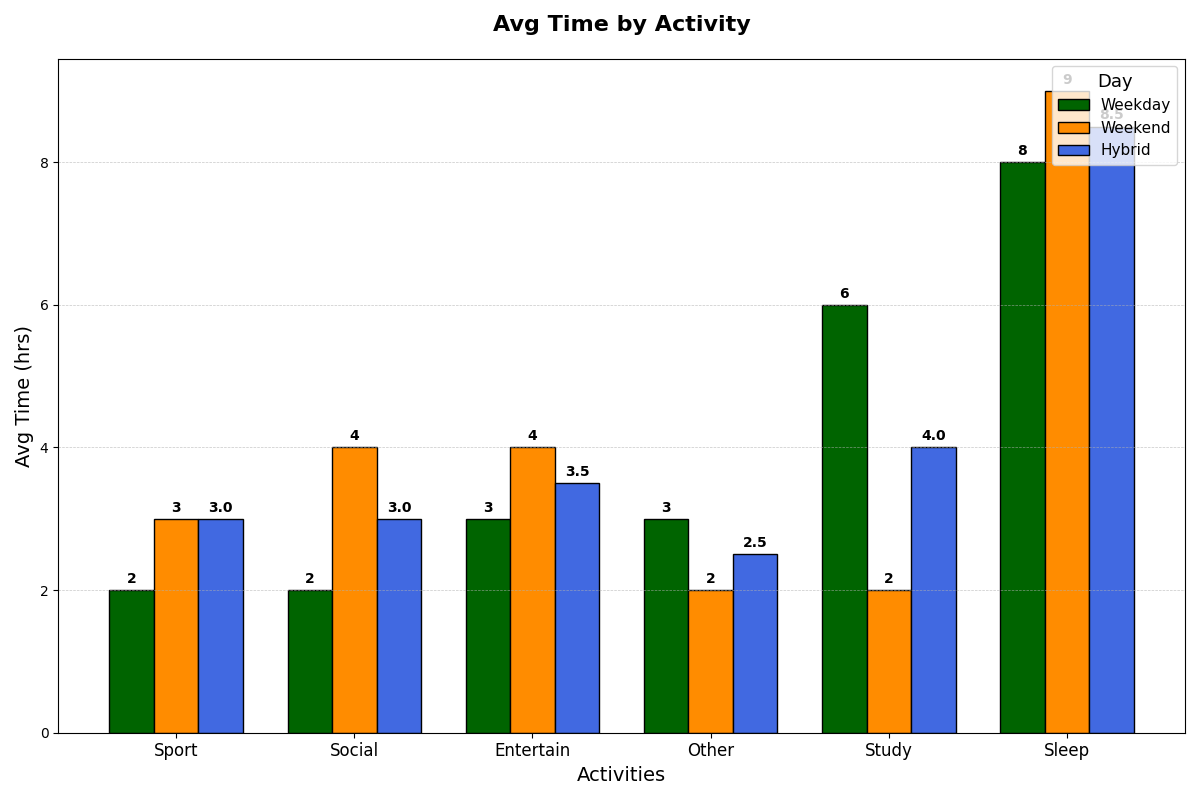 Avg Time by Activity
Avg Time (hrs)
8
6
4
2
0
2
3
3.0
2
4
3.0
3
4
3.5
3
2
2.5
6
2
4.0
8
9
8.5
Day
Weekday
Weekend
Hybrid
Sport
Social
Entertain
Other
Study
Sleep
Activities